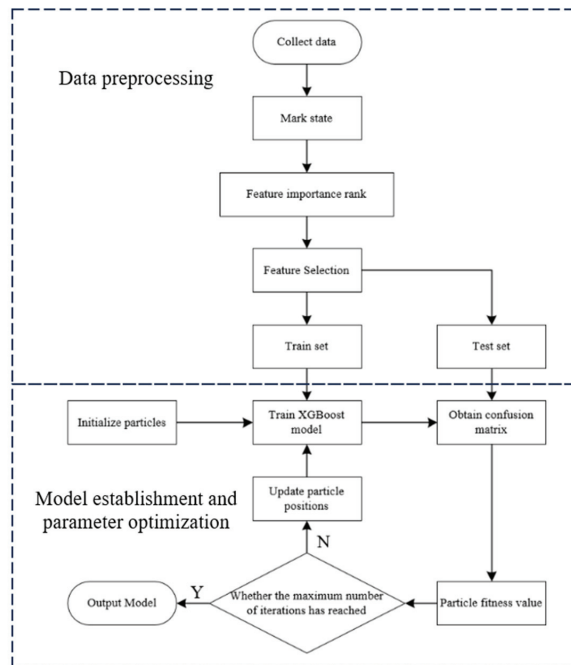 Collect data
Data preprocessing
Mark state
Feature importance rank
Feature Selection
Train set
Test set
Initialize particles
Train XGBoost
model
Obtain confusion
matrix
Model establishment and
parameter optimization
Update particle
positions
N
Y
Output Model
Whether the maximum number
of iterations has reached
Particle fitness value